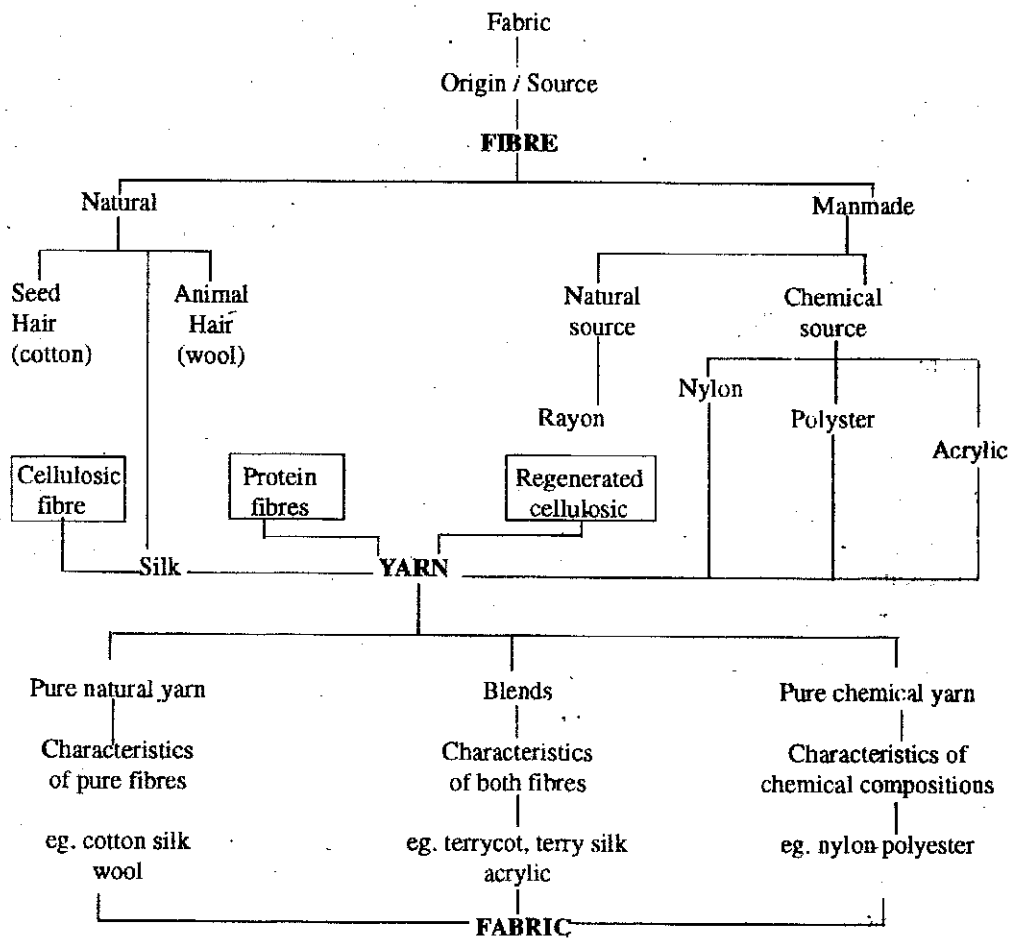 Fabric
Origin / Source
FIBRE
Natural
Manmade
Seed
Hair
(cotton)
Animal
Hair
(wool)
Natural
source
Chemical
source
Nylon
Rayon
Polyster
Acrylic
Cellulosic
fibre
Protein
fibres
Regenerated
cellulosic
Silk
YARN
Pure natural yarn
Blends
Pure chemical yarn
Characteristics
of pure fibres
Characteristics
of both fibres
Characteristics of
chemical compositions
eg. cotton silk
wool
eg. terrycot, terry silk
acrylic
eg. nylon polyester
FABRIC